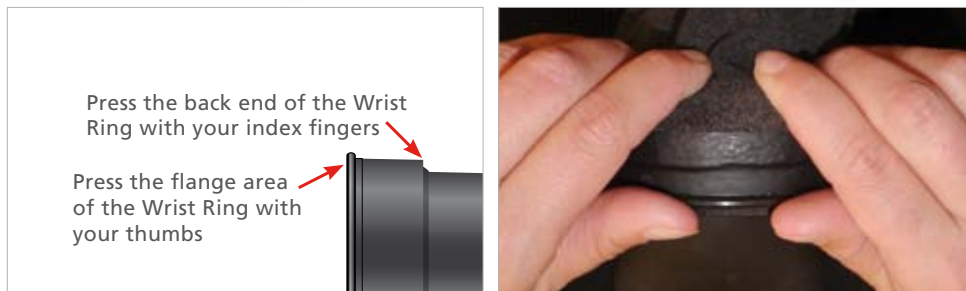 Press the back end of the Wrist
Ring with your index fingers
Press the flange area
of the Wrist Ring with
your thumbs